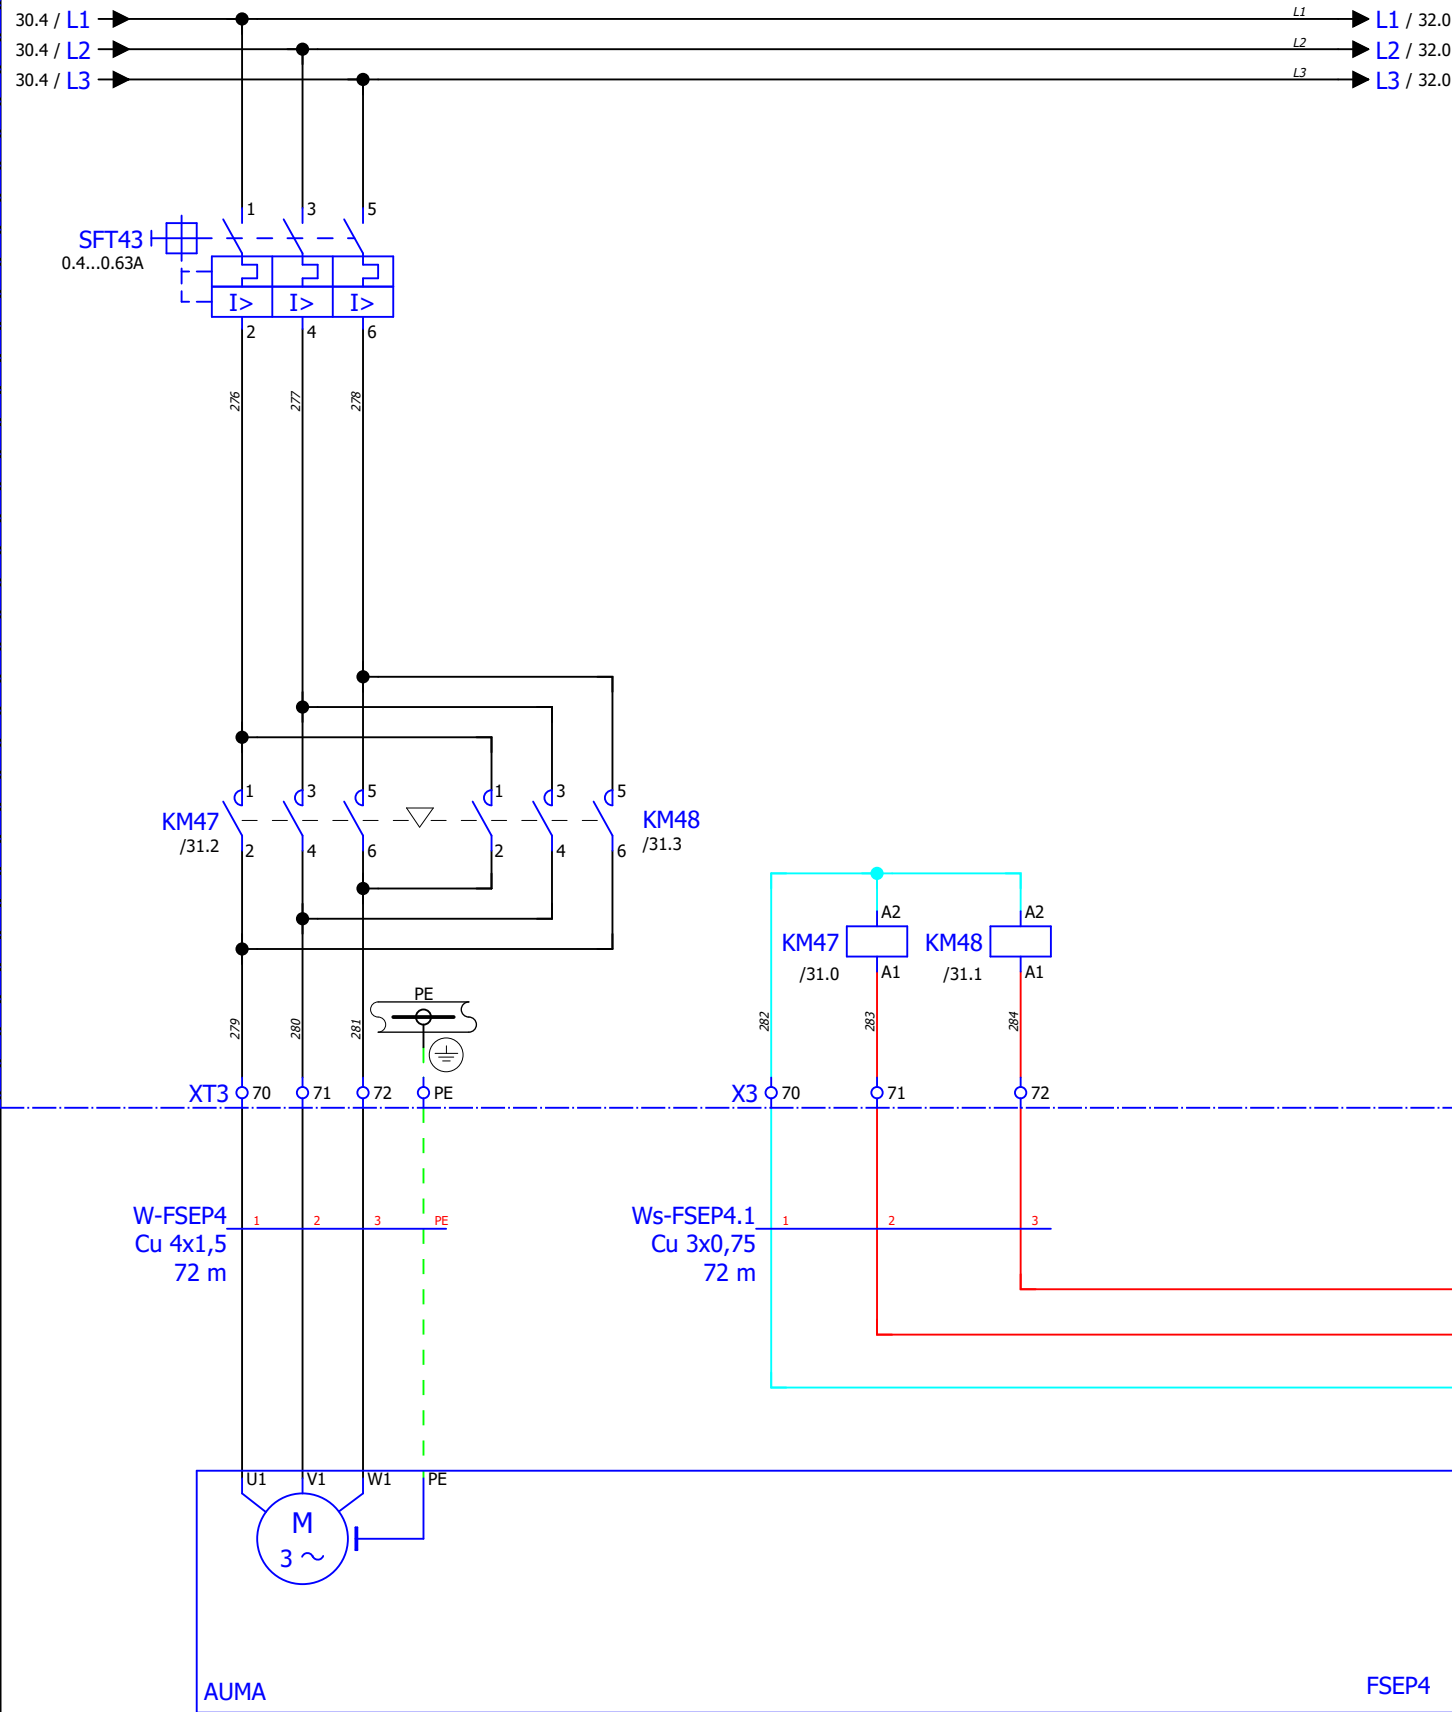 30.4 / L1 L1 L1 / 32.0
30.4 / L2 L2 L2 / 32.0
30.4 / L3 L3 L3 / 32.0
1 3 5
SFT43
0.4...0.63A
I> I> I>
2 4 6
276 277 278
1 3 5 1 3 5
KM47 KM48
/31.2 /31.3
2 4 6 2 4 6
A2 A2
KM47 KM48
/31.0 A1 /31.1 A1
PE
279 280 281 282 283 284
XT3 70 71 72 PE X3 70 71 72
W-FSEP4 1 2 3 PE Ws-FSEP4.1 1 2 3
Cu 4x1,5 Cu 3x0,75
72 m 72 m
U1 V1 W1 PE
M
3 ~
AUMA FSEP4